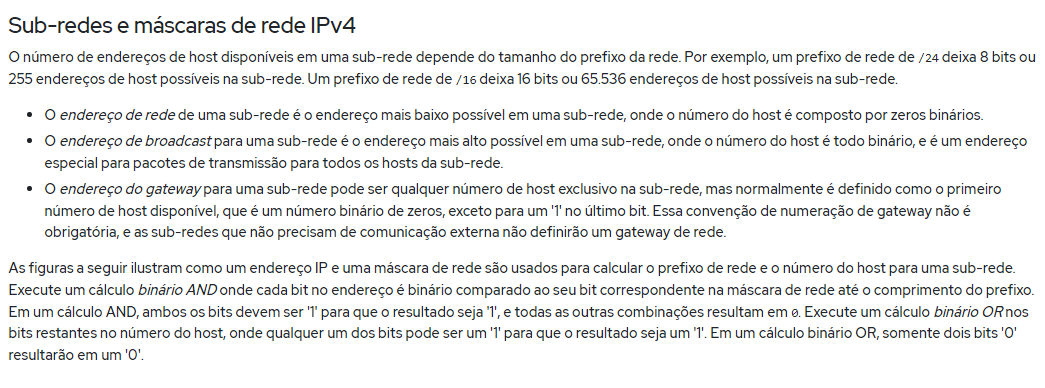 Sub-redes e máscaras de rede IPv4
O número de endereços de host disponíveis em uma sub-rede depende do tamanho do prefixo da rede. Por exemplo, um prefixo de rede de /24 deixa 8 bits ou
255 endereços de host possíveis na sub-rede. Um prefixo de rede de /16 deixa 16 bits ou 65.536 endereços de host possíveis na sub-rede.
• O endereço de rede de uma sub-rede é o endereço mais baixo possível em uma sub-rede, onde o número do host é composto por zeros binários.
• O endereço de broadcast para uma sub-rede é o endereço mais alto possível em uma sub-rede, onde o número do host é todo binário, e é um endereço
especial para pacotes de transmissão para todos os hosts da sub-rede.
• O endereço do gateway para uma sub-rede pode ser qualquer número de host exclusivo na sub-rede, mas normalmente é definido como o primeiro
número de host disponível, que é um número binário de zeros, exceto para um '1' no último bit. Essa convenção de numeração de gateway não é
obrigatória, e as sub-redes que não precisam de comunicação externa não definirão um gateway de rede.
As figuras a seguir ilustram como um endereço IP e uma máscara de rede são usados para calcular o prefixo de rede e o número do host para uma sub-rede.
Execute um cálculo binário AND onde cada bit no endereço é binário comparado ao seu bit correspondente na máscara de rede até o comprimento do prefixo.
Em um cálculo AND, ambos os bits devem ser '1' para que o resultado seja '1', e todas as outras combinações resultam em 0. Execute um cálculo binário OR nos
bits restantes no número do host, onde qualquer um dos bits pode ser um '1' para que o resultado seja um '1'. Em um cálculo binário OR, somente dois bits '0'
resultarão em um '0'.